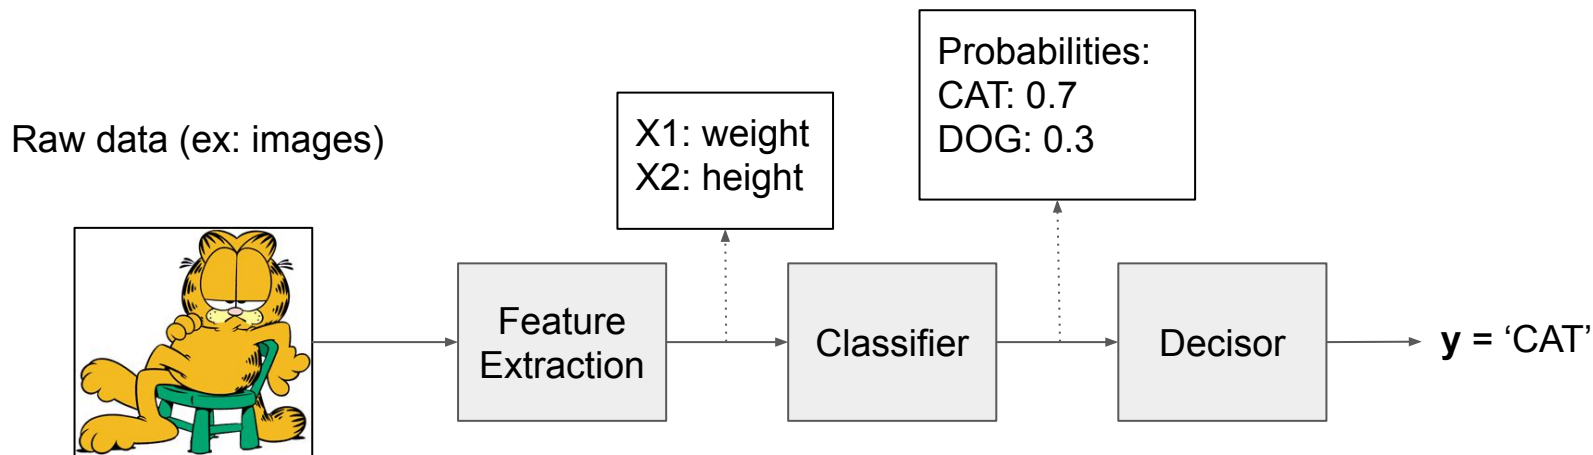 Raw data (ex: images)
X1: weight
X2: height
Probabilities:
CAT: 0.7
DOG: 0.3
Feature
Extraction
Classifier
Decisor
y = ‘CAT’